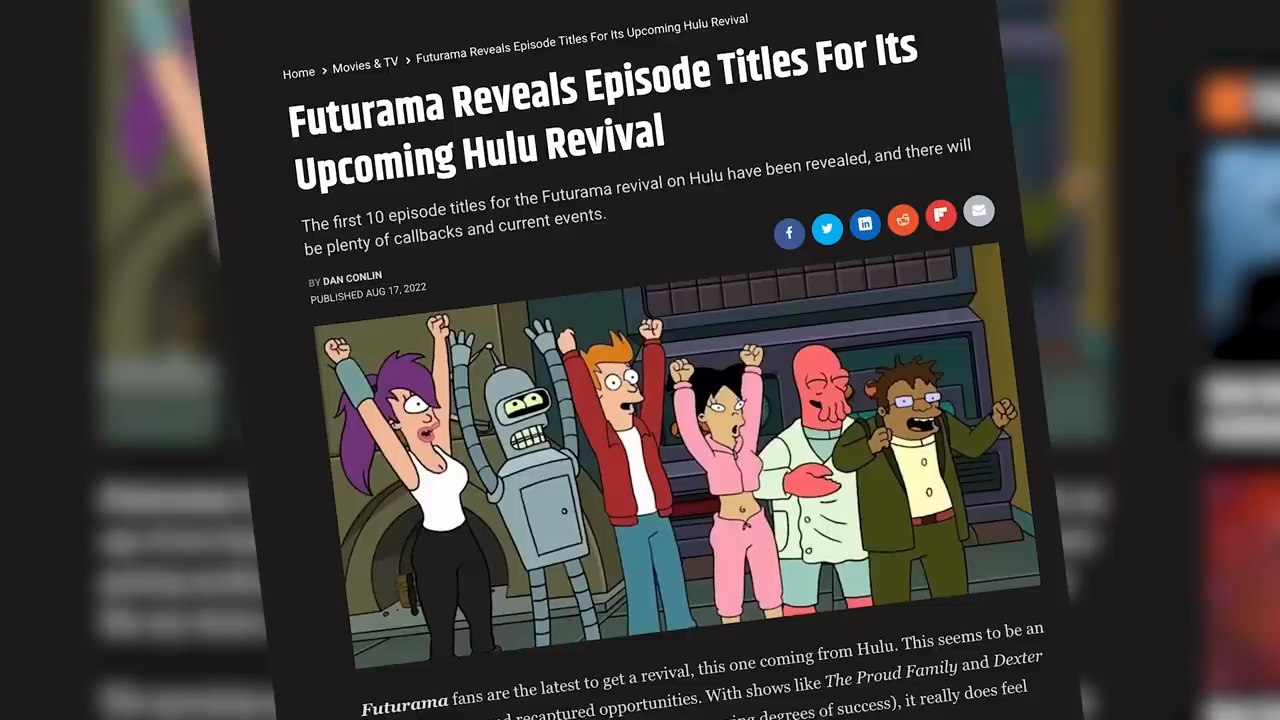 Home > Movies & TV > Futurama Reveals Episode Titles For Its Upcoming Hulu Revival
Futurama Reveals Episode Titles For Its
Upcoming Hulu Revival
The first 10 episode titles for the Futurama revival on Hulu have been revealed, and there will
be plenty of callbacks and current events.
BY DAN CONLIN
PUBLISHED AUG 17, 2022
Futurama fans are the latest to get a revival, this one coming from Hulu. This seems to be an
recaptured opportunities. With shows like The Proud Family and Dexter
degrees of success), it really does feel